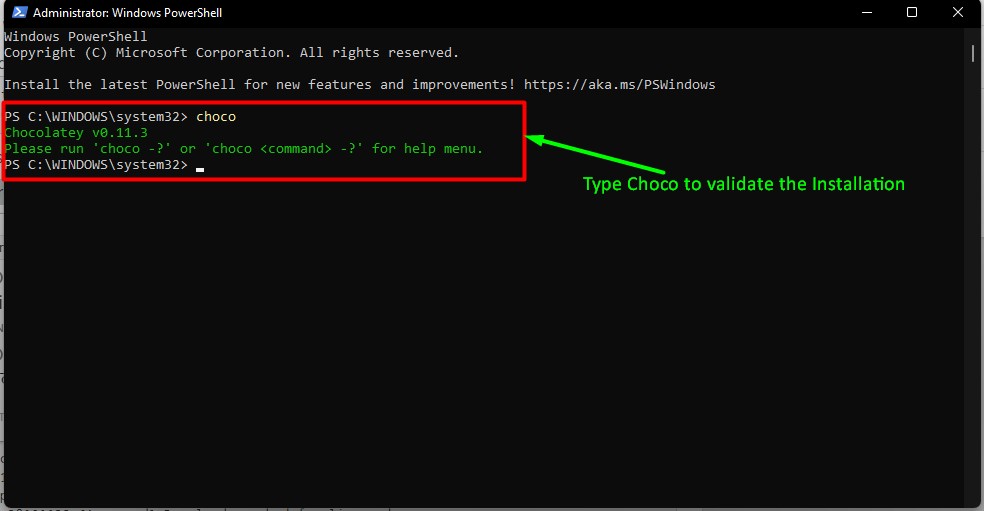 Administrator: Windows PowerShell
Windows PowerShell
Copyright (C) Microsoft Corporation. All rights reserved.
Install the latest PowerShell for new features and improvements! https://aka.ms/PSWindows
PS C:\WINDOWS\system32> choco
Chocolatey v0.11.3
Please run 'choco -?' or 'choco <command> -?' for help menu.
PS C:\WINDOWS\system32>
Type Choco to validate the Installation